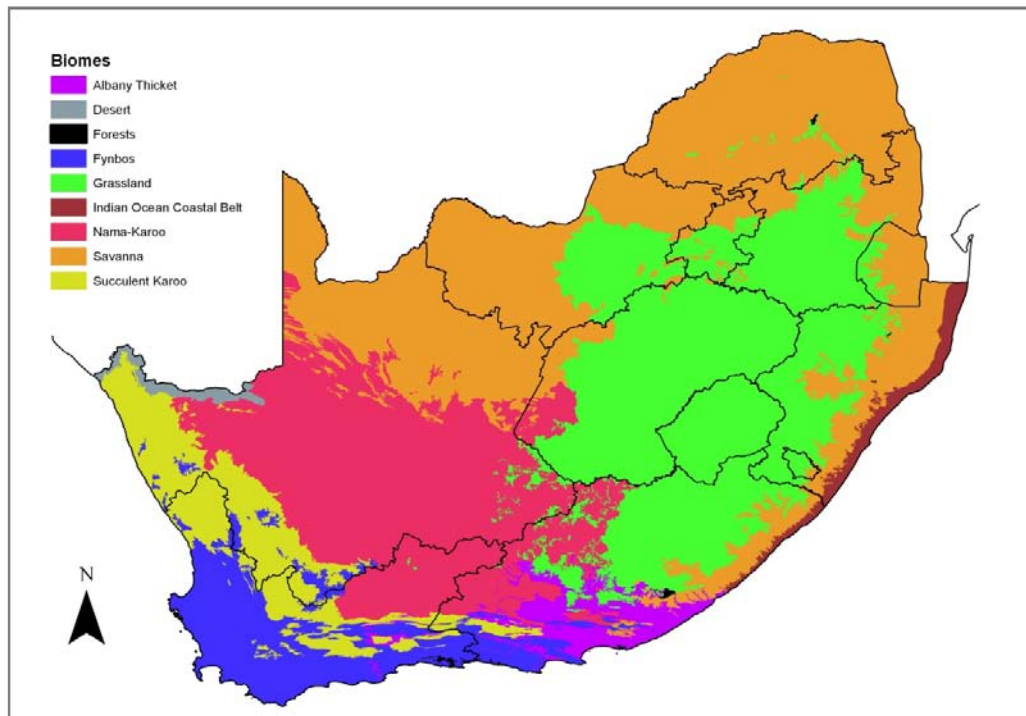 Biomes
Albany Thicket
Desert
Forests
Fynbos
Grassland
Indian Ocean Coastal Belt
Nama-Karoo
Savanna
Succulent Karoo
N